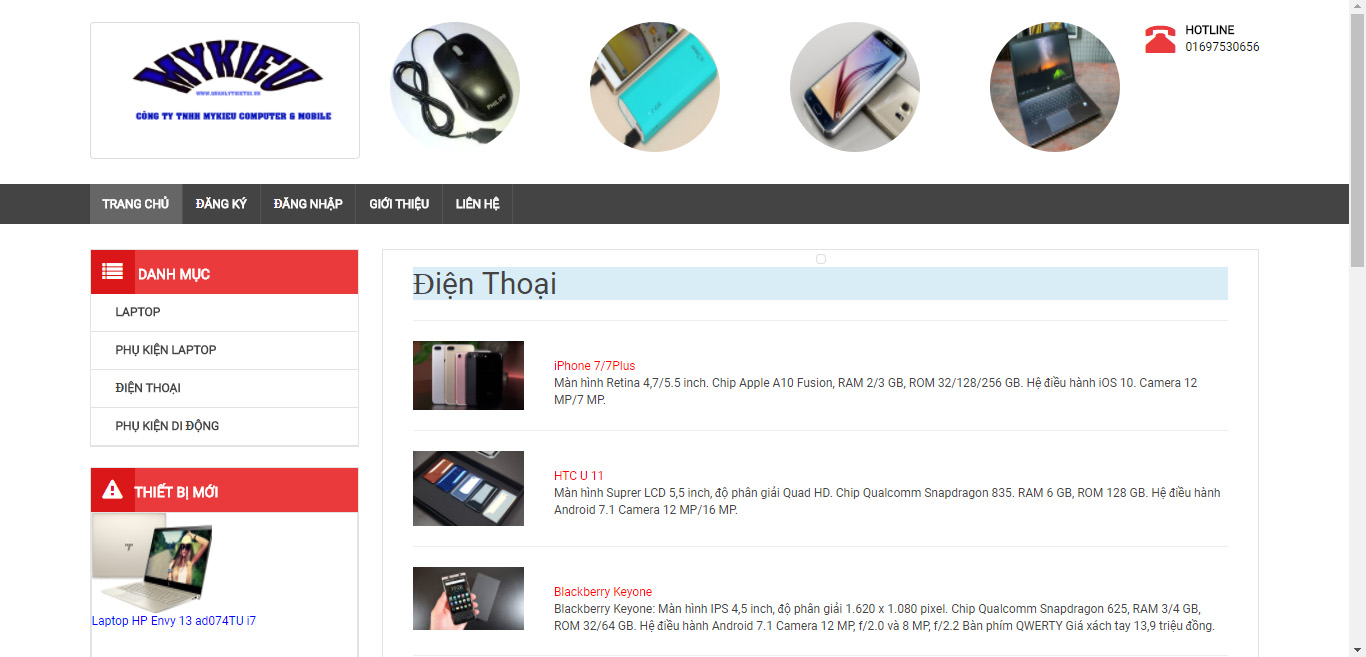 MYKIEU
WWW.QUANLYTHIETBI.VN
CÔNG TY TNHH MYKIEU COMPUTER & MOBILE
PHILIPS
HOTLINE
01697530656
TRANG CHỦ
ĐĂNG KÝ
ĐĂNG NHẬP
GIỚI THIỆU
LIÊN HỆ
DANH MỤC
LAPTOP
PHỤ KIỆN LAPTOP
ĐIỆN THOẠI
PHỤ KIỆN DI ĐỘNG
THIẾT BỊ MỚI
Laptop HP Envy 13 ad074TU i7
Điện Thoại
iPhone 7/7Plus
Màn hình Retina 4,7/5.5 inch. Chip Apple A10 Fusion, RAM 2/3 GB, ROM 32/128/256 GB. Hệ điều hành iOS 10. Camera 12
MP/7 MP.
HTC U 11
Màn hình Suprer LCD 5,5 inch, độ phân giải Quad HD. Chip Qualcomm Snapdragon 835. RAM 6 GB, ROM 128 GB. Hệ điều hành
Android 7.1 Camera 12 MP/16 MP.
Blackberry Keyone
Blackberry Keyone: Màn hình IPS 4,5 inch, độ phân giải 1.620 x 1.080 pixel. Chip Qualcomm Snapdragon 625, RAM 3/4 GB,
ROM 32/64 GB. Hệ điều hành Android 7.1 Camera 12 MP, f/2.0 và 8 MP, f/2.2 Bàn phím QWERTY Giá xách tay 13,9 triệu đồng.